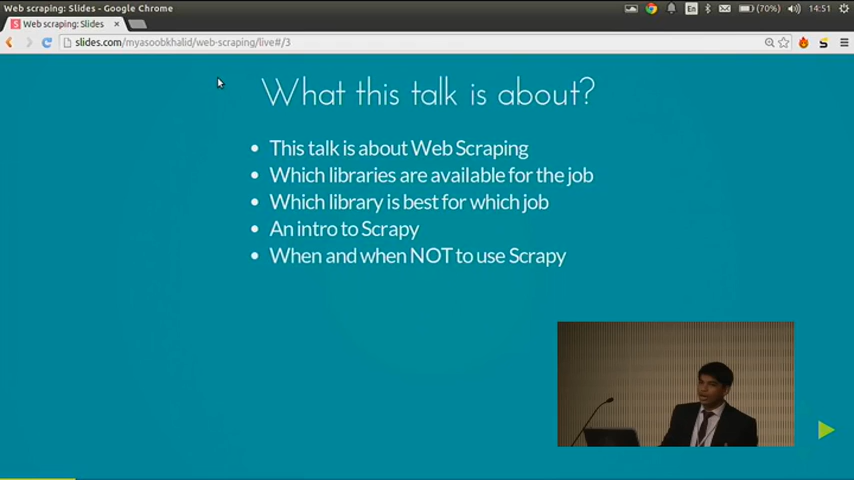 Web scraping: Slides - Google Chrome
En
(70%)
14:51
Web scraping: Slides
slides.com/myasoobkhalid/web-scraping/live#/3
What this talk is about?
This talk is about Web Scraping
Which libraries are available for the job
Which library is best for which job
An intro to Scrapy
When and when NOT to use Scrapy